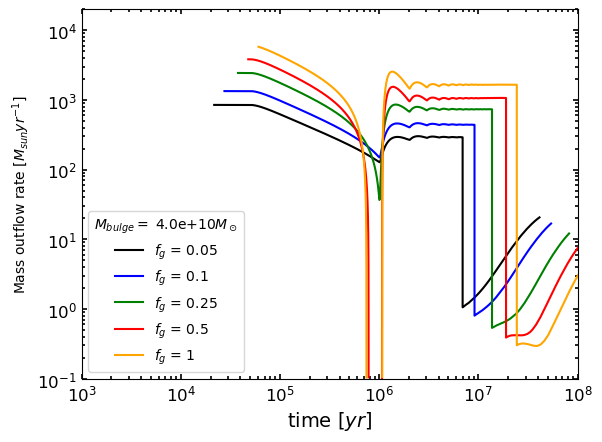 10⁴
10³
10²
10¹
10⁰
10⁻¹
Mass outflow rate [M_sun yr⁻¹]
M_bulge = 4.0e+10M_⊙
f_g = 0.05
f_g = 0.1
f_g = 0.25
f_g = 0.5
f_g = 1
10³ 10⁴ 10⁵ 10⁶ 10⁷ 10⁸
time [yr]